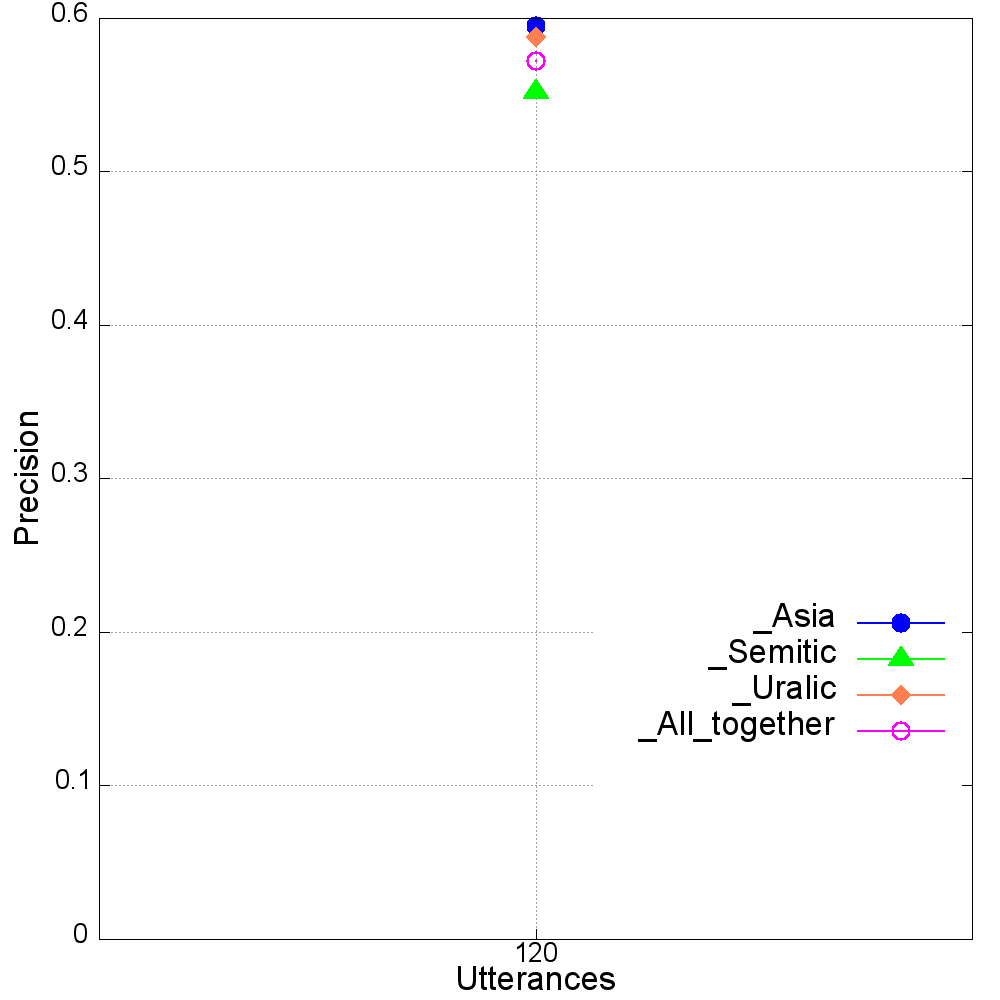 0.6
0.5
0.4
0.3
0.2
0.1
0
Precision
_Asia
_Semitic
_Uralic
_All_together
120
Utterances